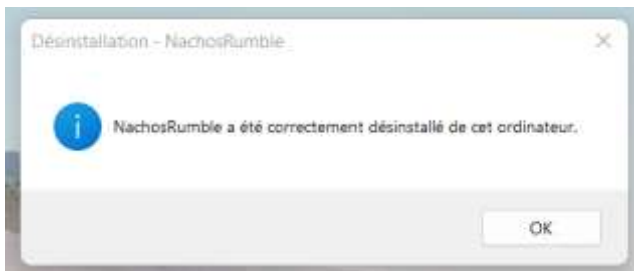 Désinstallation - NachosRumble
NachosRumble a été correctement désinstallé de cet ordinateur.
OK